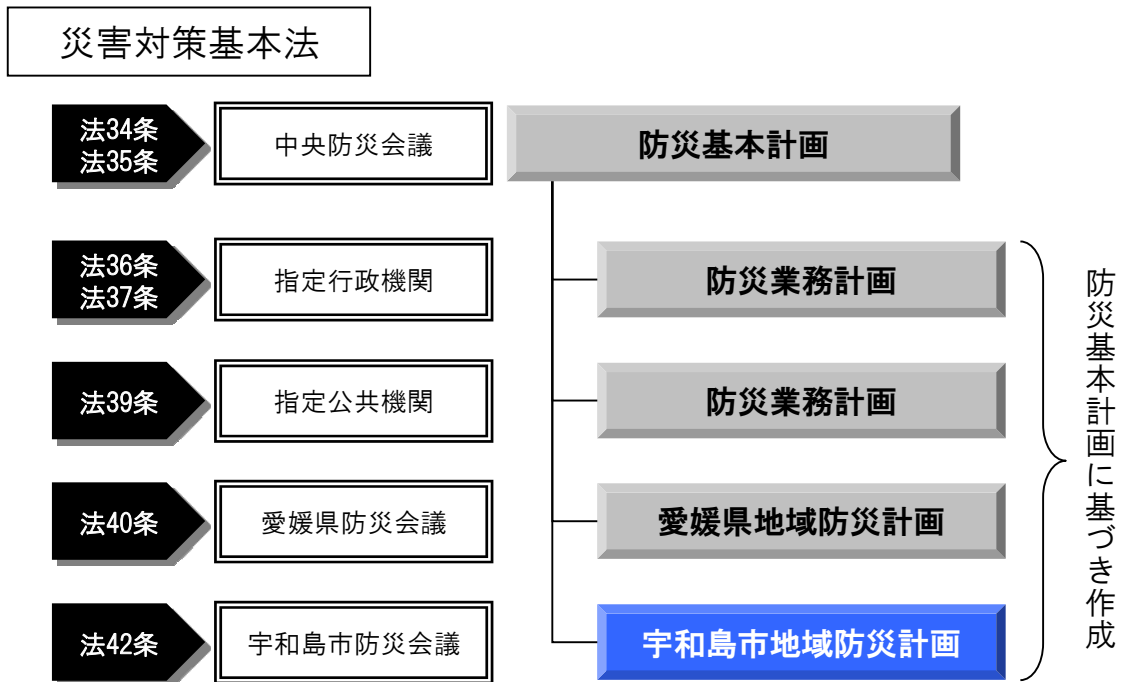 災害対策基本法
法34条
法35条
中央防災会議
防災基本計画
法36条
法37条
指定行政機関
防災業務計画
法39条
指定公共機関
防災業務計画
法40条
愛媛県防災会議
愛媛県地域防災計画
法42条
宇和島市防災会議
宇和島市地域防災計画
防災基本計画に基づき作成